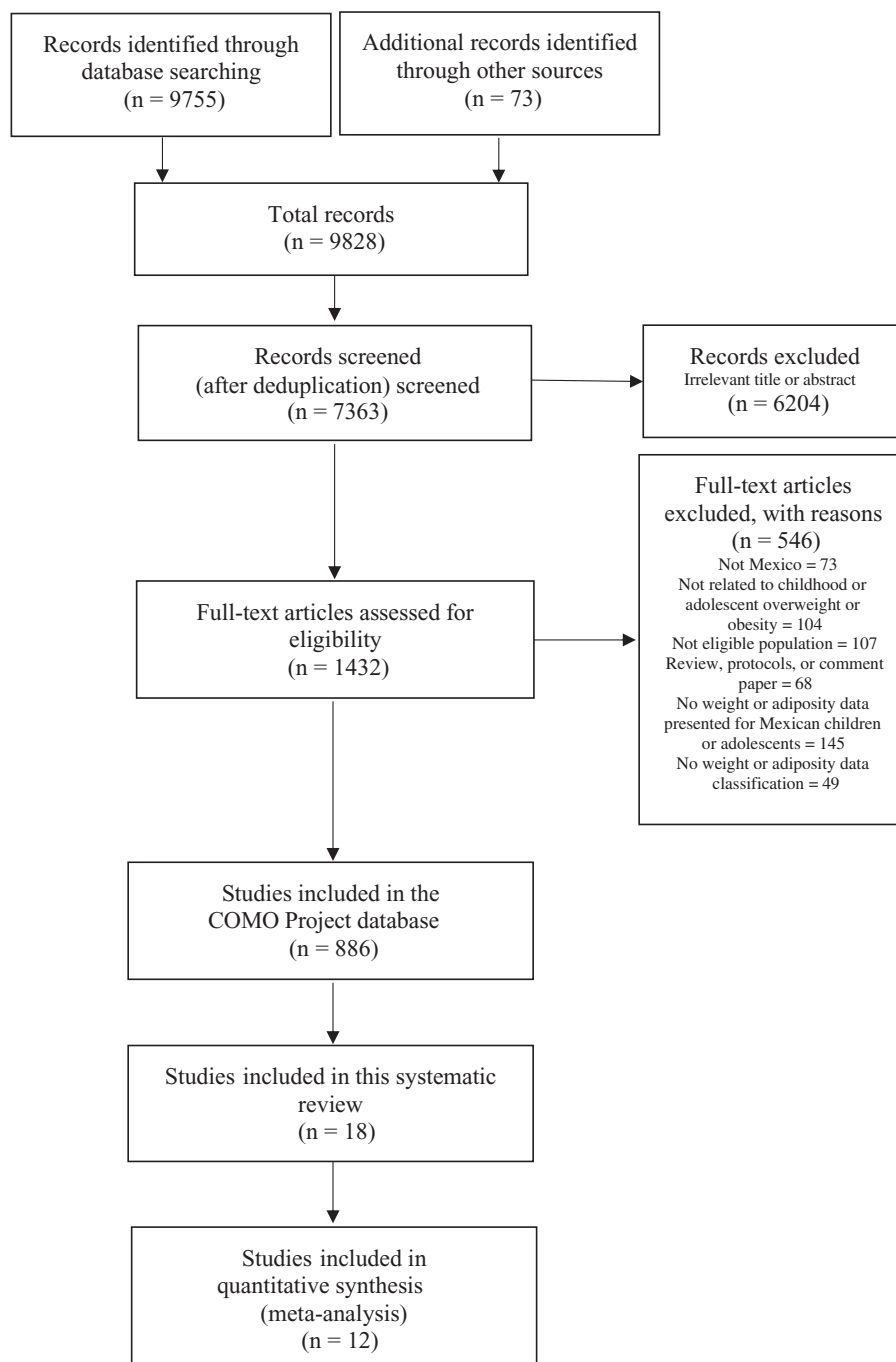 Records identified through
database searching
(n = 9755)
Additional records identified
through other sources
(n = 73)
Total records
(n = 9828)
Records screened
(after deduplication) screened
(n = 7363)
Records excluded
Irrelevant title or abstract
(n = 6204)
Full-text articles assessed for
eligibility
(n = 1432)
Full-text articles
excluded, with reasons
(n = 546)
Not Mexico = 73
Not related to childhood or
adolescent overweight or
obesity = 104
Not eligible population = 107
Review, protocols, or comment
paper = 68
No weight or adiposity data
presented for Mexican children
or adolescents = 145
No weight or adiposity data
classification = 49
Studies included in the
COMO Project database
(n = 886)
Studies included in this systematic
review
(n = 18)
Studies included in
quantitative synthesis
(meta-analysis)
(n = 12)